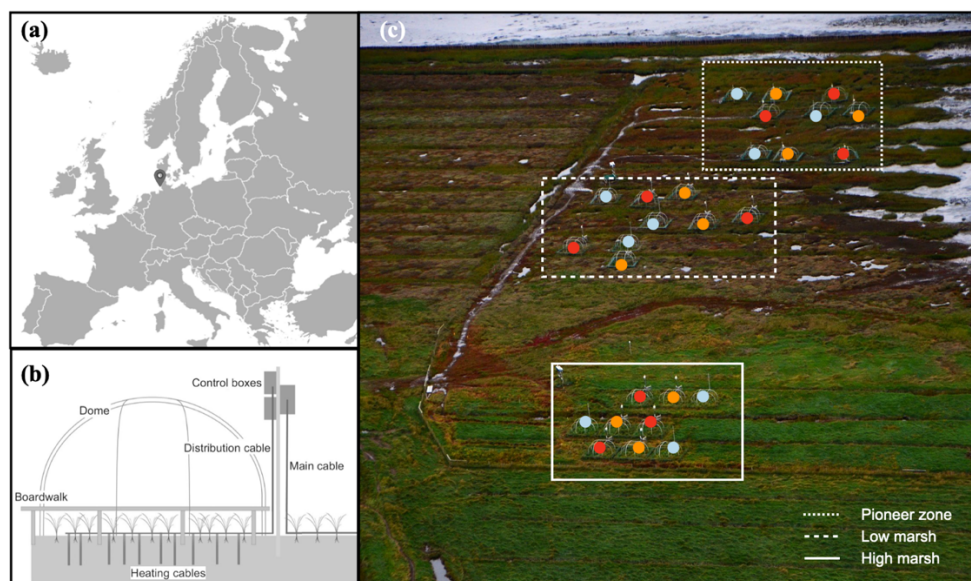 (a)
(b)
Control boxes
Dome
Distribution cable
Main cable
Boardwalk
Heating cables
(c)
Pioneer zone
Low marsh
High marsh